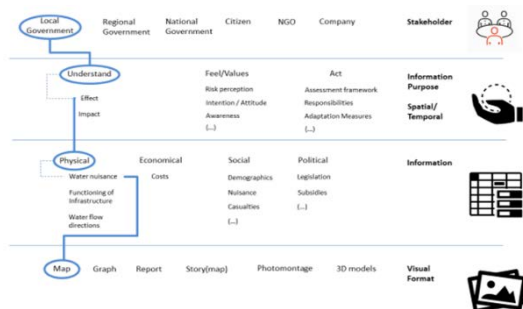 Local Government
Regional Government
National Government
Citizen
NGO
Company
Stakeholder
Understand
Effect
Impact
Feel/Values
Risk perception
Intention / Attitude
Awareness
(...)
Act
Assessment framework
Responsibilities
Adaptation Measures
(...)
Information Purpose
Spatial/ Temporal
Physical
Water nuisance
Functioning of Infrastructure
Water flow directions
Economical
Costs
Social
Demographics
Nuisance
Casualties
(...)
Political
Legislation
Subsidies
(...)
Information
Map
Graph
Report
Story(map)
Photomontage
3D models
Visual Format